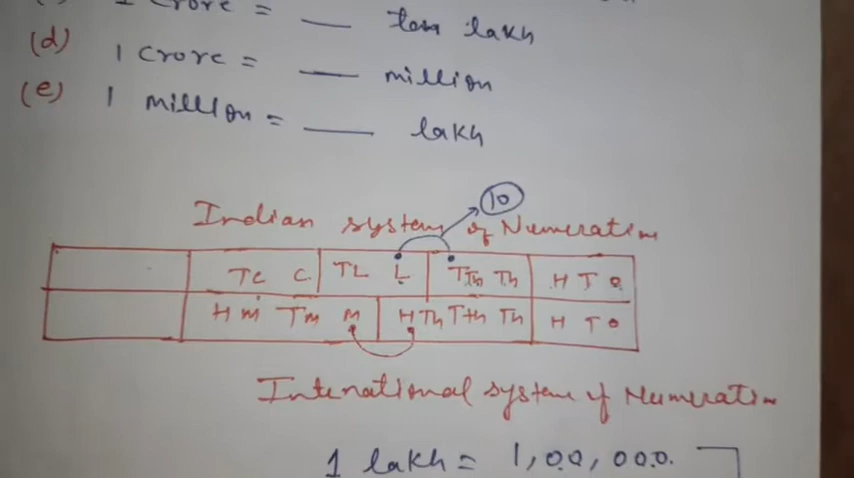 1 crore = ___ ten lakh
(d) 1 crore = ___ million
(e) 1 million = ___ lakh
10
Indian system of Numeration
TC C TL L TTh Th H T O
HM TM M HTh TTh Th H T O
Intenational system of Numeration
1 lakh = 1,00,000.